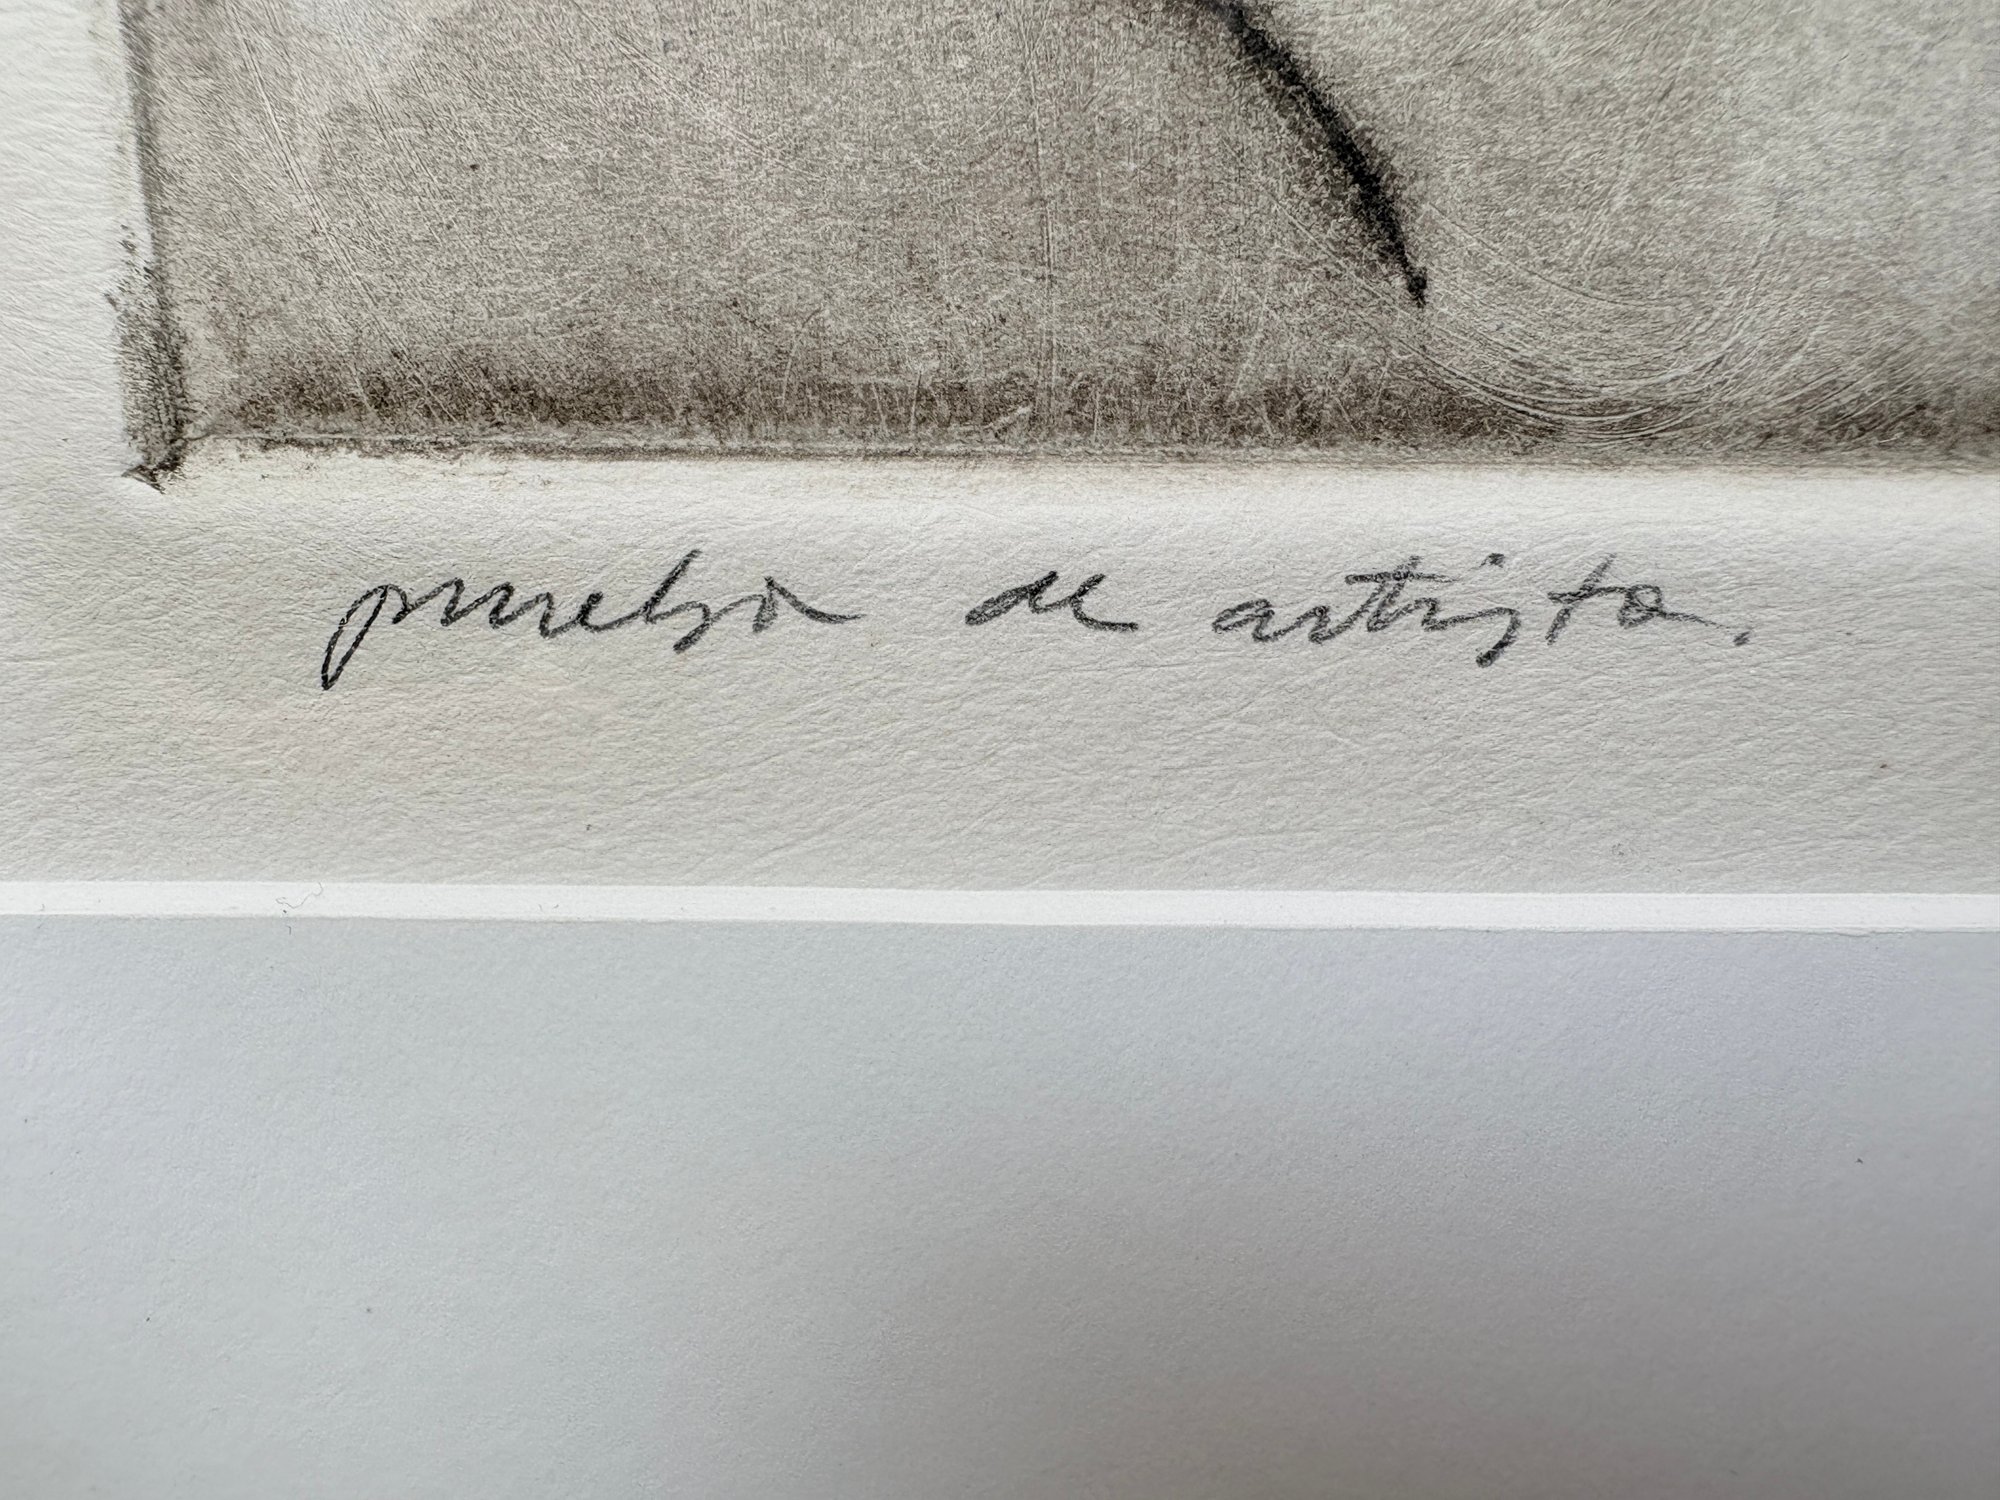 prueba de artista.